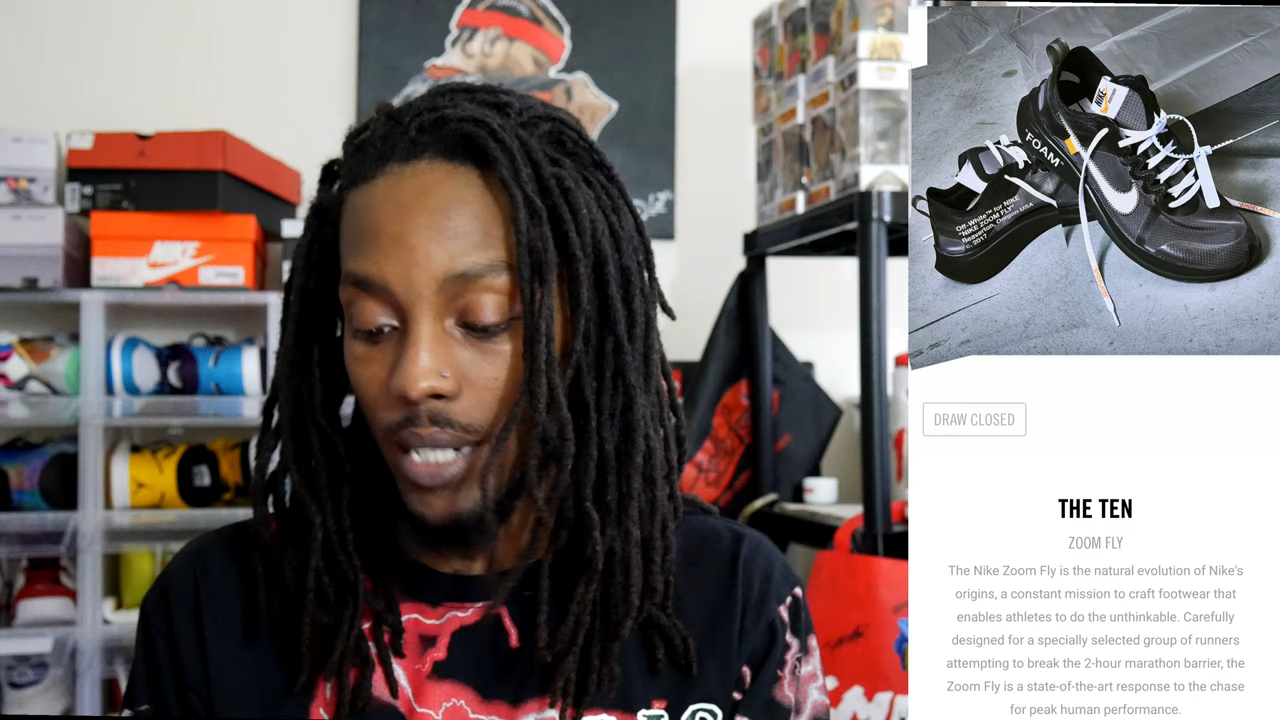 NIKE
NIKE
"FOAM"
Off-White™ for NIKE
"NIKE ZOOM FLY"
Beaverton, Oregon USA
c. 2017
DRAW CLOSED
THE TEN
ZOOM FLY
The Nike Zoom Fly is the natural evolution of Nike's
origins, a constant mission to craft footwear that
enables athletes to do the unthinkable. Carefully
designed for a specially selected group of runners
attempting to break the 2-hour marathon barrier, the
Zoom Fly is a state-of-the-art response to the chase
for peak human performance.